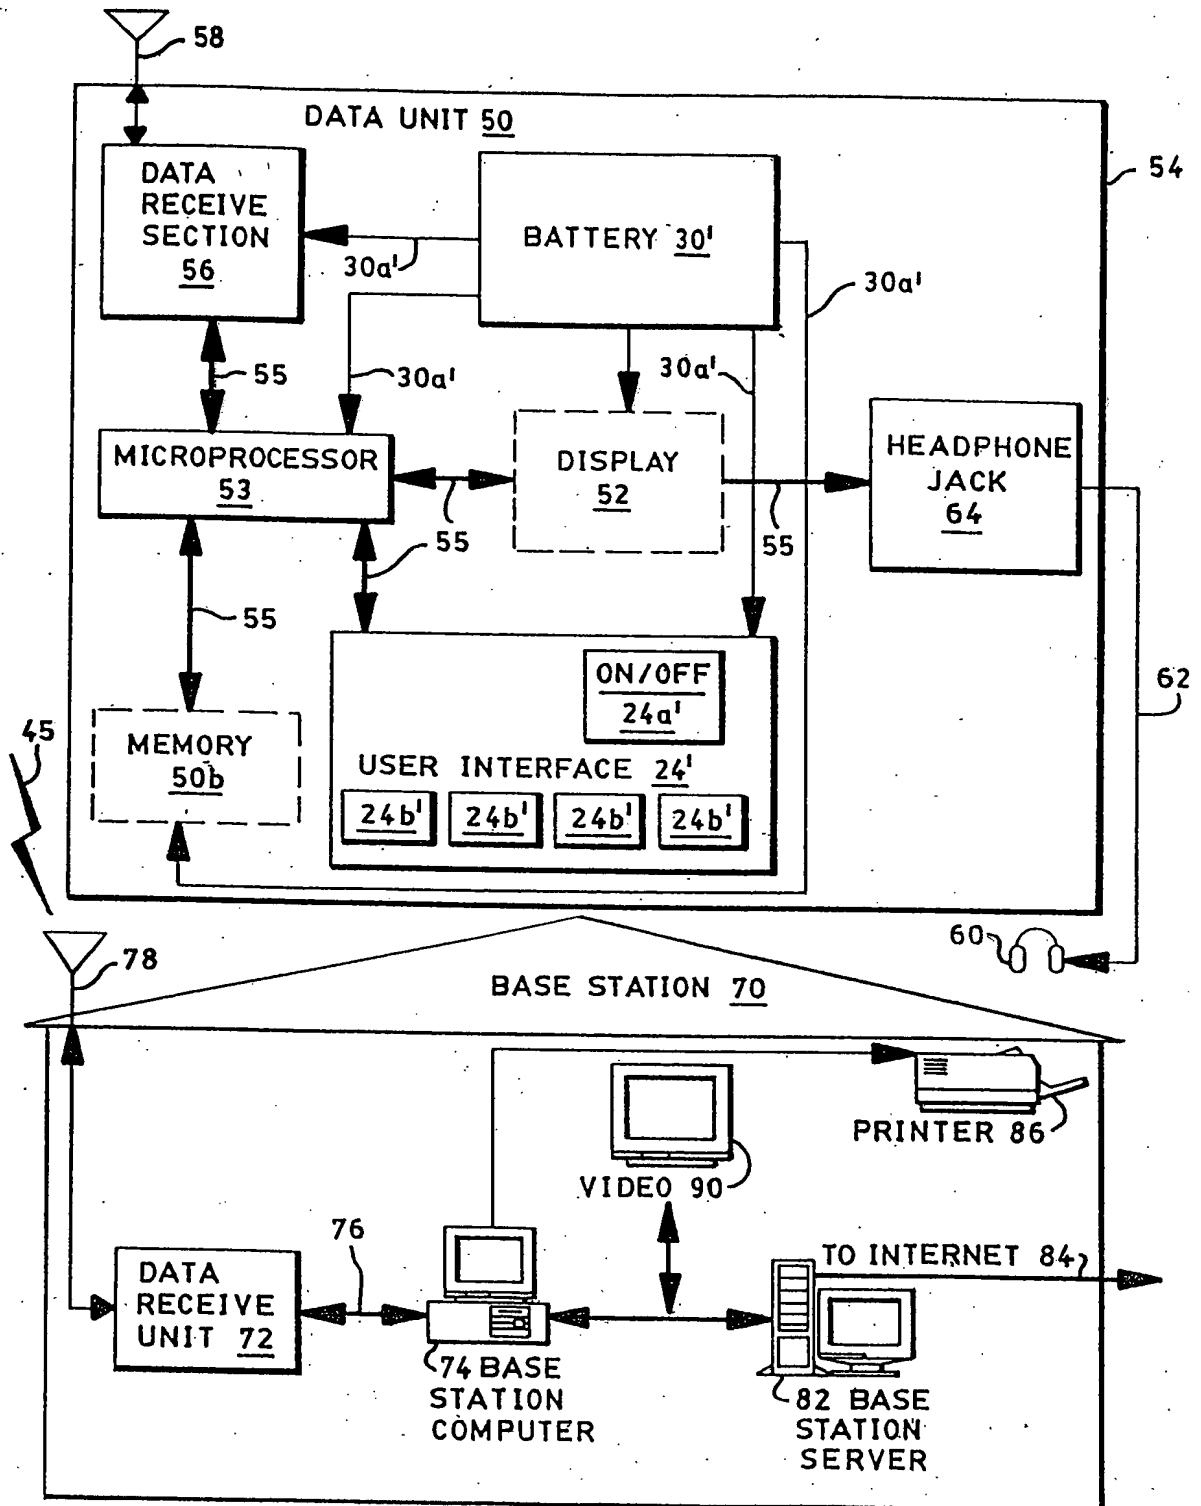 58
DATA UNIT 50
54
DATA
RECEIVE
SECTION
56
BATTERY 30'
30a'
30a'
55
30a'
30a'
MICROPROCESSOR
53
DISPLAY
52
HEADPHONE
JACK
64
55
55
55
62
ON/OFF
24a'
45
MEMORY
50b
USER INTERFACE 24'
24b' 24b' 24b' 24b'
60
78
BASE STATION 70
PRINTER 86
VIDEO 90
76
TO INTERNET 84
DATA
RECEIVE
UNIT 72
74 BASE
STATION
COMPUTER
82 BASE
STATION
SERVER